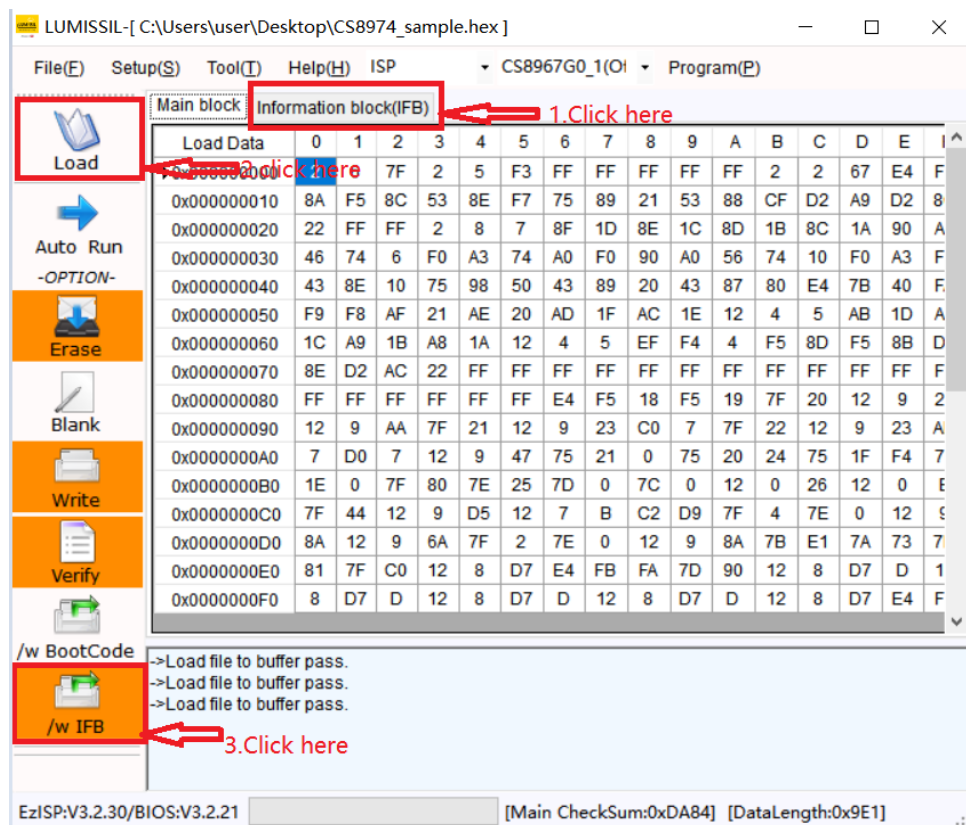 LUMISSIL-[ C:\Users\user\Desktop\CS8974_sample.hex ]
File(F) Setup(S) Tool(T) Help(H) ISP CS8967G0_1(Of Program(P)
Main block Information block(IFB) 1.Click here
Load Data 0 1 2 3 4 5 6 7 8 9 A B C D E
Load
2.click here
7F 2 5 F3 FF FF FF FF FF 2 2 67 E4 F
0x000000010 8A F5 8C 53 8E F7 75 89 21 53 88 CF D2 A9 D2 8
0x000000020 22 FF FF 2 8 7 8F 1D 8E 1C 8D 1B 8C 1A 90 A
Auto Run
0x000000030 46 74 6 F0 A3 74 A0 F0 90 A0 56 74 10 F0 A3 F
-OPTION-
0x000000040 43 8E 10 75 98 50 43 89 20 43 87 80 E4 7B 40 F
0x000000050 F9 F8 AF 21 AE 20 AD 1F AC 1E 12 4 5 AB 1D A
Erase
0x000000060 1C A9 1B A8 1A 12 4 5 EF F4 4 F5 8D F5 8B D
0x000000070 8E D2 AC 22 FF FF FF FF FF FF FF FF FF FF FF F
0x000000080 FF FF FF FF FF FF 7F E4 F5 18 F5 19 7F 20 12 9 2
Blank
0x000000090 12 9 AA 7F 21 12 9 23 C0 7 7F 22 12 9 23 A
0x0000000A0 7 D0 7 12 9 47 75 21 0 75 20 24 75 1F F4 7
0x0000000B0 1E 0 7F 80 7E 25 7D 0 7C 0 12 0 26 12 0
Write
0x0000000C0 7F 44 12 9 D5 12 7 B C2 D9 7F 4 7E 0 12
0x0000000D0 8A 12 9 6A 7F 2 7E 0 12 9 8A 7B E1 7A 73 7
Verify
0x0000000E0 81 7F C0 12 8 D7 E4 FB FA 7D 90 12 8 D7 D 1
0x0000000F0 8 D7 D 12 8 D7 D 12 8 D7 D 12 8 D7 E4 F
/w BootCode
->Load file to buffer pass.
->Load file to buffer pass.
->Load file to buffer pass.
/w IFB
3.Click here
EzISP:V3.2.30/BIOS:V3.2.21 [Main CheckSum:0xDA84] [DataLength:0x9E1]